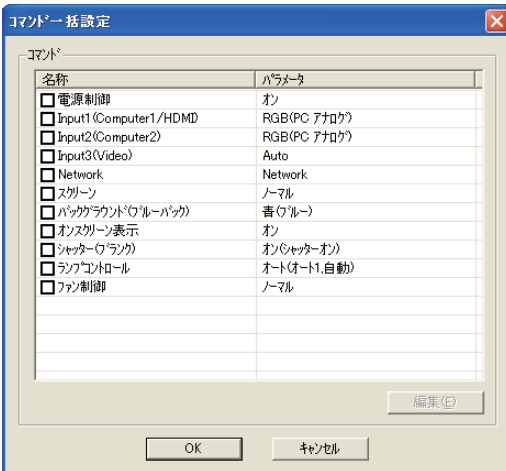 コマンド一括設定
コマンド
名称 パラメータ
電源制御 オン
Input1(Computer1/HDMI) RGB(PC アナログ)
Input2(Computer2) RGB(PC アナログ)
Input3(Video) Auto
Network Network
スクリーン ノーマル
バックグラウンド(ブルーバック) 青(ブルー)
オンスクリーン表示 オン
シャッター(ブランク) オン(シャッターオン)
ランプコントロール オート(オート1,自動)
ファン制御 ノーマル
編集(E)
OK キャンセル